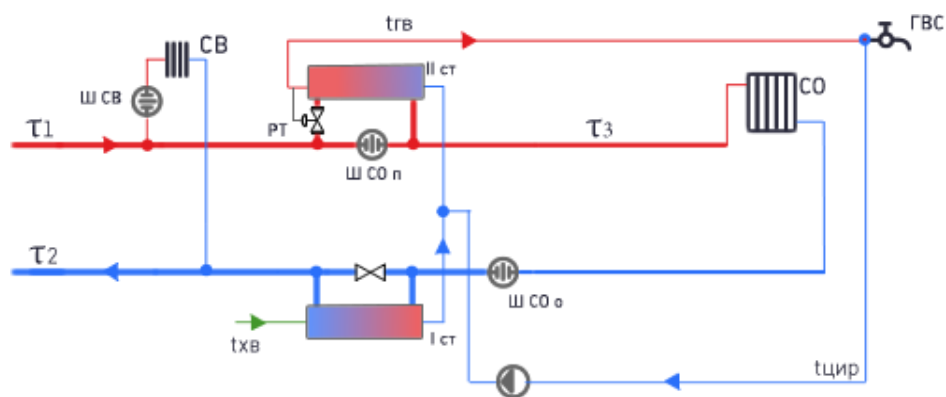 tгв
ГВС
СВ
II ст
Ш СВ
СО
τ1
РТ
τ3
Ш СО п
τ2
Ш СО о
tхв
I ст
tцир